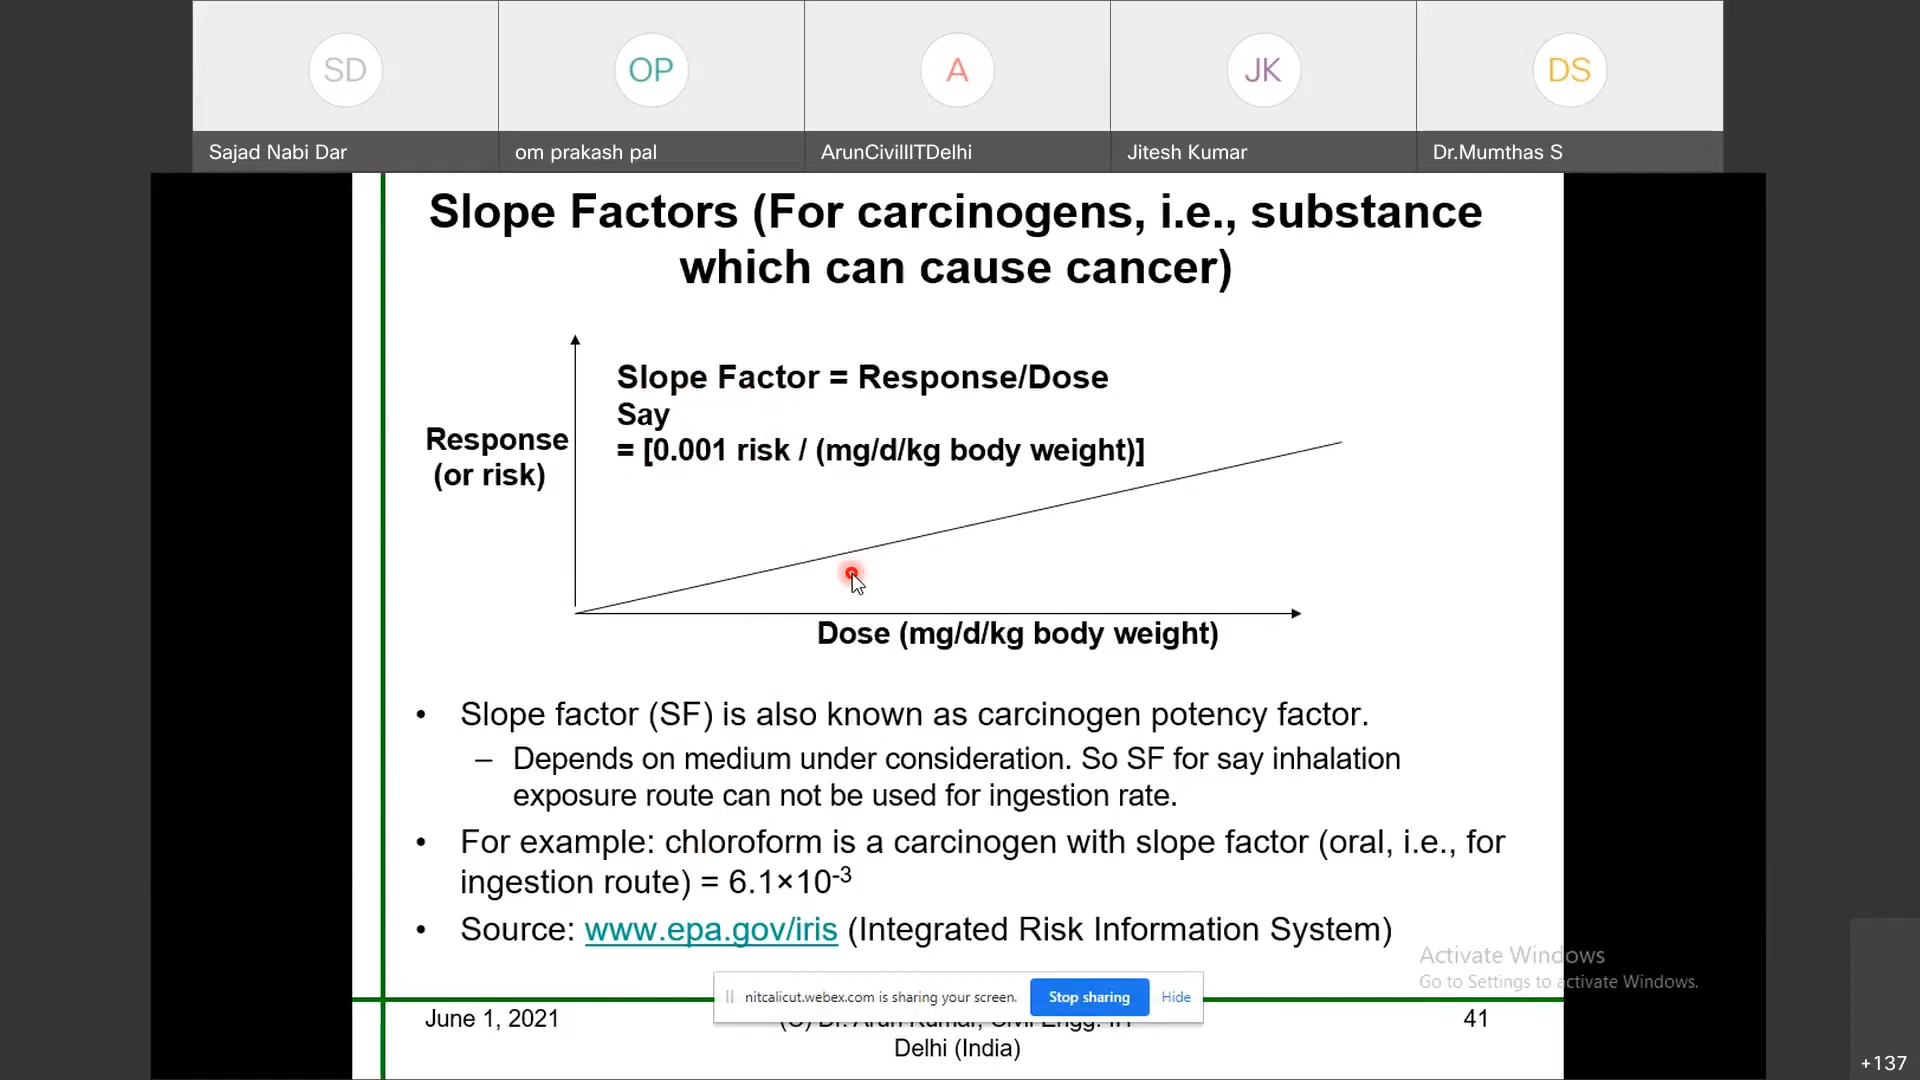 SD
OP
A
JK
DS
Sajad Nabi Dar
om prakash pal
ArunCivilIITDelhi
Jitesh Kumar
Dr.Mumthas S
Slope Factors (For carcinogens, i.e., substance
which can cause cancer)
Slope Factor = Response/Dose
Say
= [0.001 risk / (mg/d/kg body weight)]
Response
(or risk)
Dose (mg/d/kg body weight)
• Slope factor (SF) is also known as carcinogen potency factor.
– Depends on medium under consideration. So SF for say inhalation
exposure route can not be used for ingestion rate.
• For example: chloroform is a carcinogen with slope factor (oral, i.e., for
ingestion route) = 6.1×10-3
• Source: www.epa.gov/iris (Integrated Risk Information System)
Activate Windows
Go to Settings to activate Windows.
nitcalicut.webex.com is sharing your screen.
Stop sharing
Hide
June 1, 2021
(C) Dr. Arun Kumar, Civil Engg. IIT
Delhi (India)
41
+137